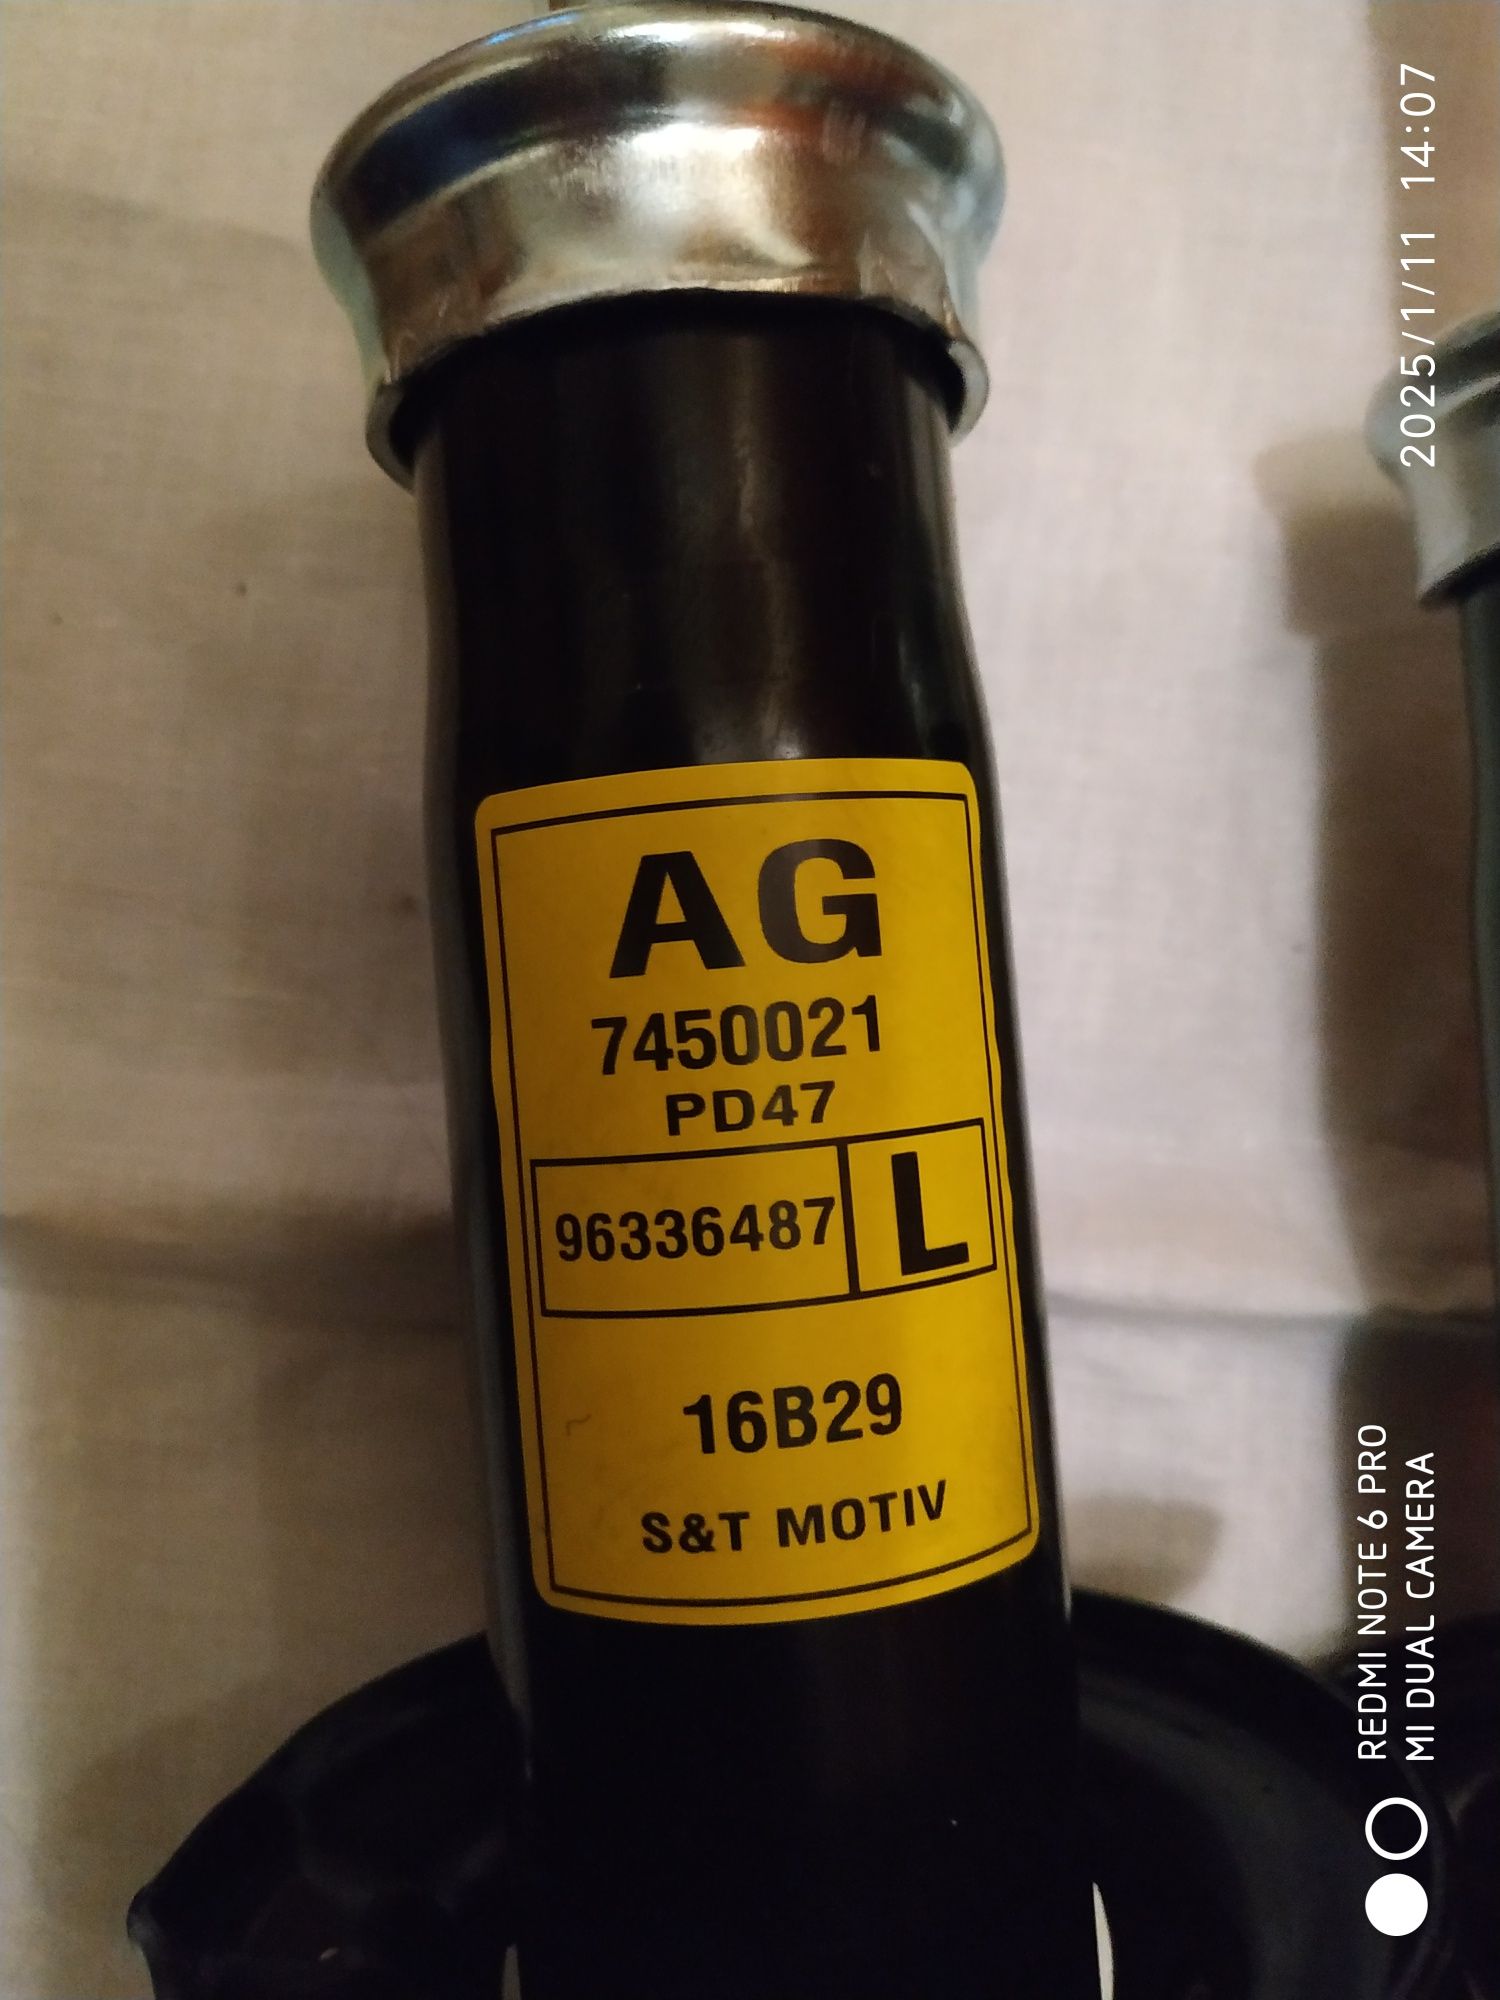 AG
7450021
PD47
96336487 L
16B29
S&T MOTIV
2025/1/11 14:07
REDMI NOTE 6 PRO
MI DUAL CAMERA